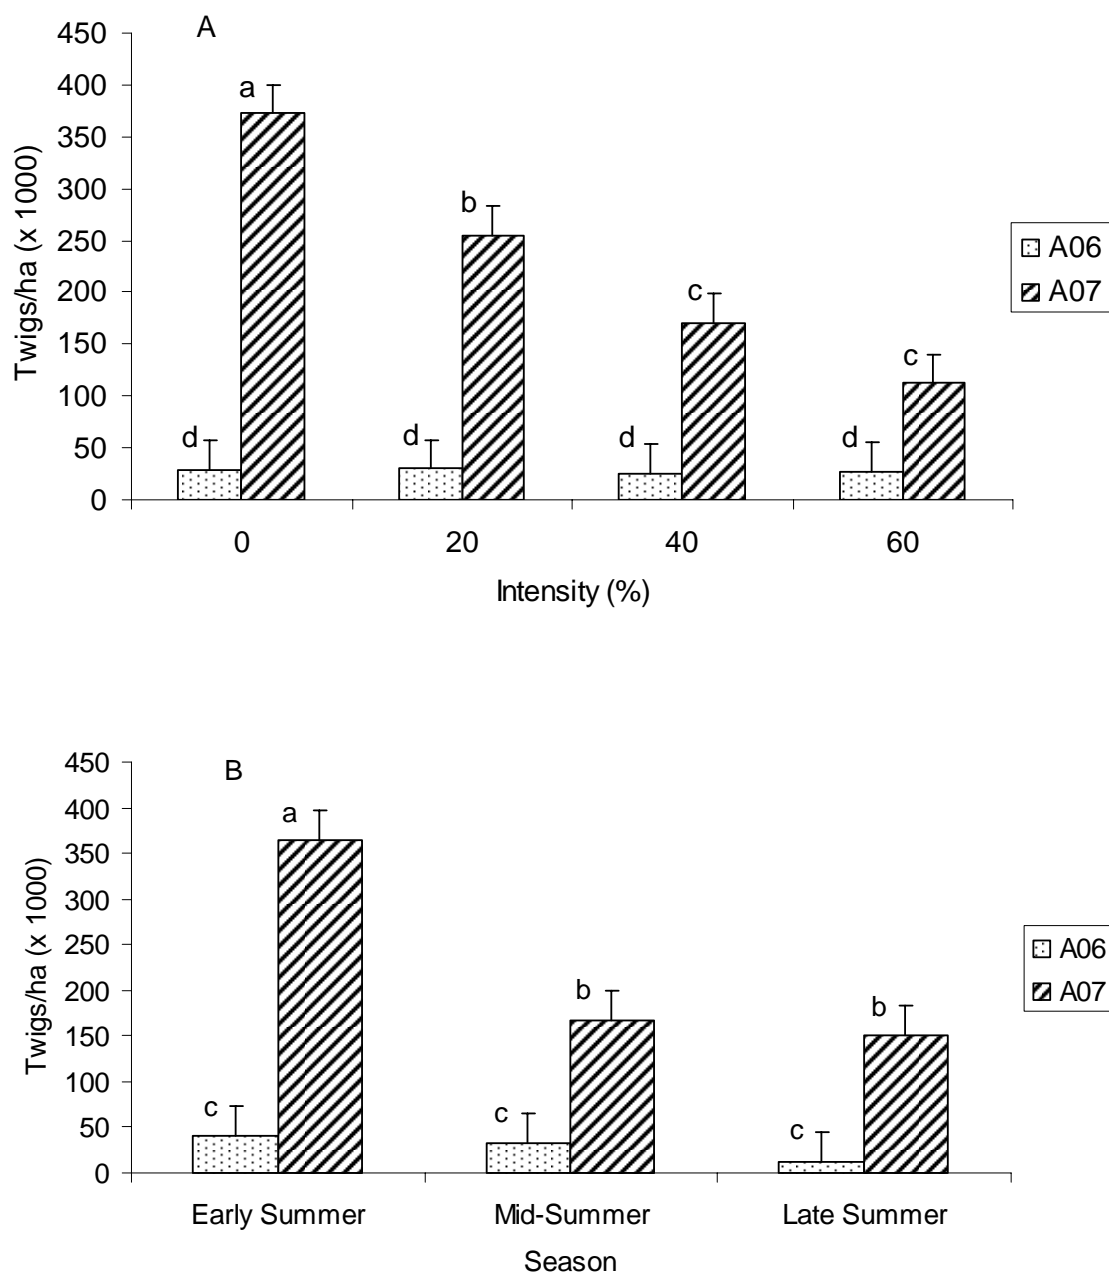 A
450
400
350
300
250
200
150
100
50
0
Twigs/ha (x 1000)
a
b
c
c
d
d
d
d
0 20 40 60
Intensity (%)
A06
A07
B
450
400
350
300
250
200
150
100
50
0
Twigs/ha (x 1000)
a
b
b
c
c
c
Early Summer Mid-Summer Late Summer
Season
A06
A07